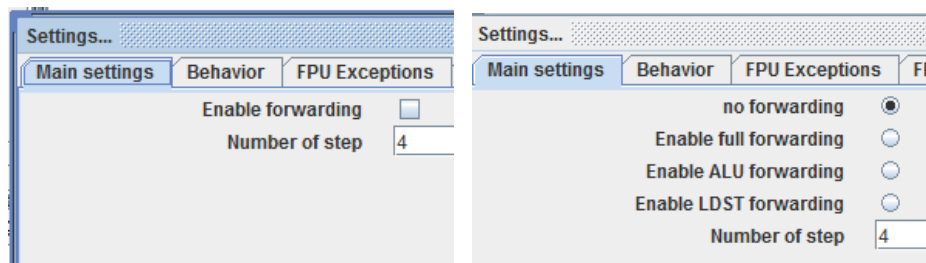 Settings...
Main settings Behavior FPU Exceptions
Enable forwarding
Number of step 4
Settings...
Main settings Behavior FPU Exceptions
no forwarding
Enable full forwarding
Enable ALU forwarding
Enable LDST forwarding
Number of step 4